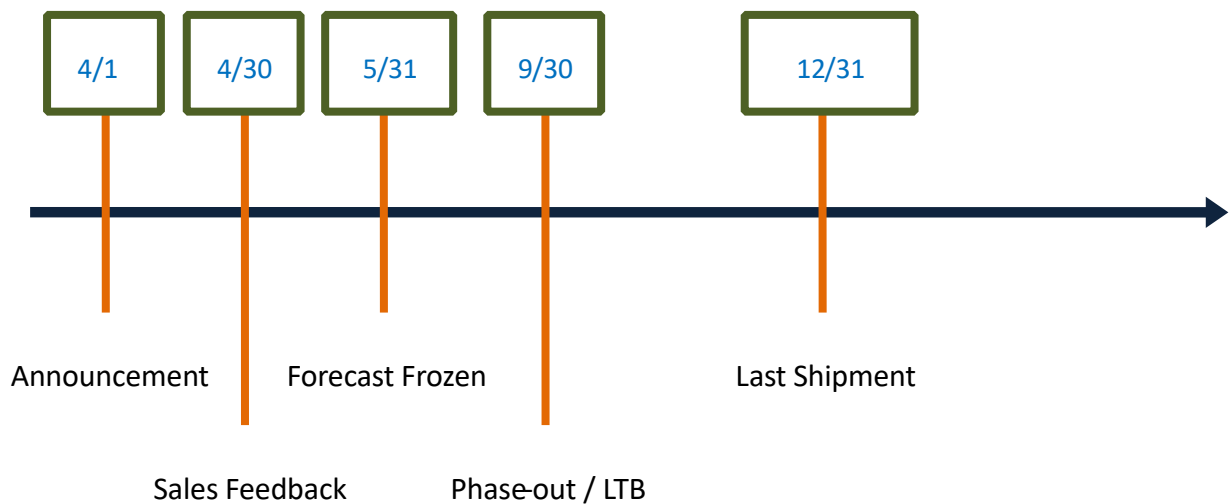 4/1 4/30 5/31 9/30 12/31
Announcement Forecast Frozen Last Shipment
Sales Feedback Phase-out / LTB